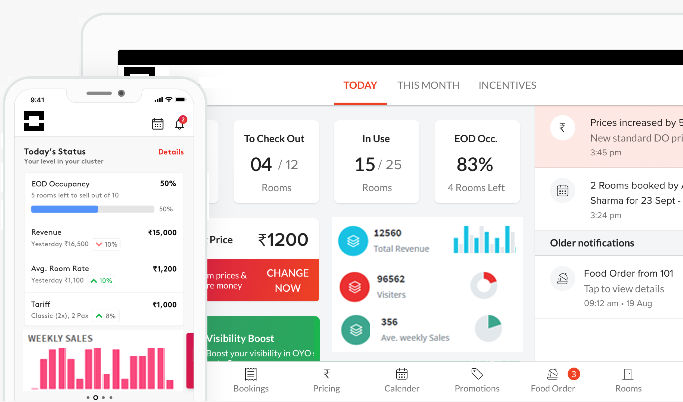 9:41
2
Today's Status
Details
Your level in your cluster
EOD Occupancy
50%
5 rooms left to sell out of 10
50%
Revenue
₹15,000
Yesterday ₹16,500
10%
Avg. Room Rate
₹1,200
Yesterday ₹1,100
10%
Tariff
₹1,000
Classic (2x), 2 Pax
8%
WEEKLY SALES
TODAY
THIS MONTH
INCENTIVES
To Check Out
04 / 12
Rooms
In Use
15 / 25
Rooms
EOD Occ.
83%
4 Rooms Left
Price
₹1200
prices &
re money
CHANGE
NOW
Visibility Boost
Boost your visibility in OYO
12560
Total Revenue
96562
Visiters
356
Ave. weekly Sales
Prices increased by 5
New standard DO pri
3:45 pm
2 Rooms booked by
Sharma for 23 Sept -
3:24 pm
Older notifications
Food Order from 101
Tap to view details
09:12 am • 19 Aug
Bookings
Pricing
Calender
Promotions
3
Food Order
Rooms